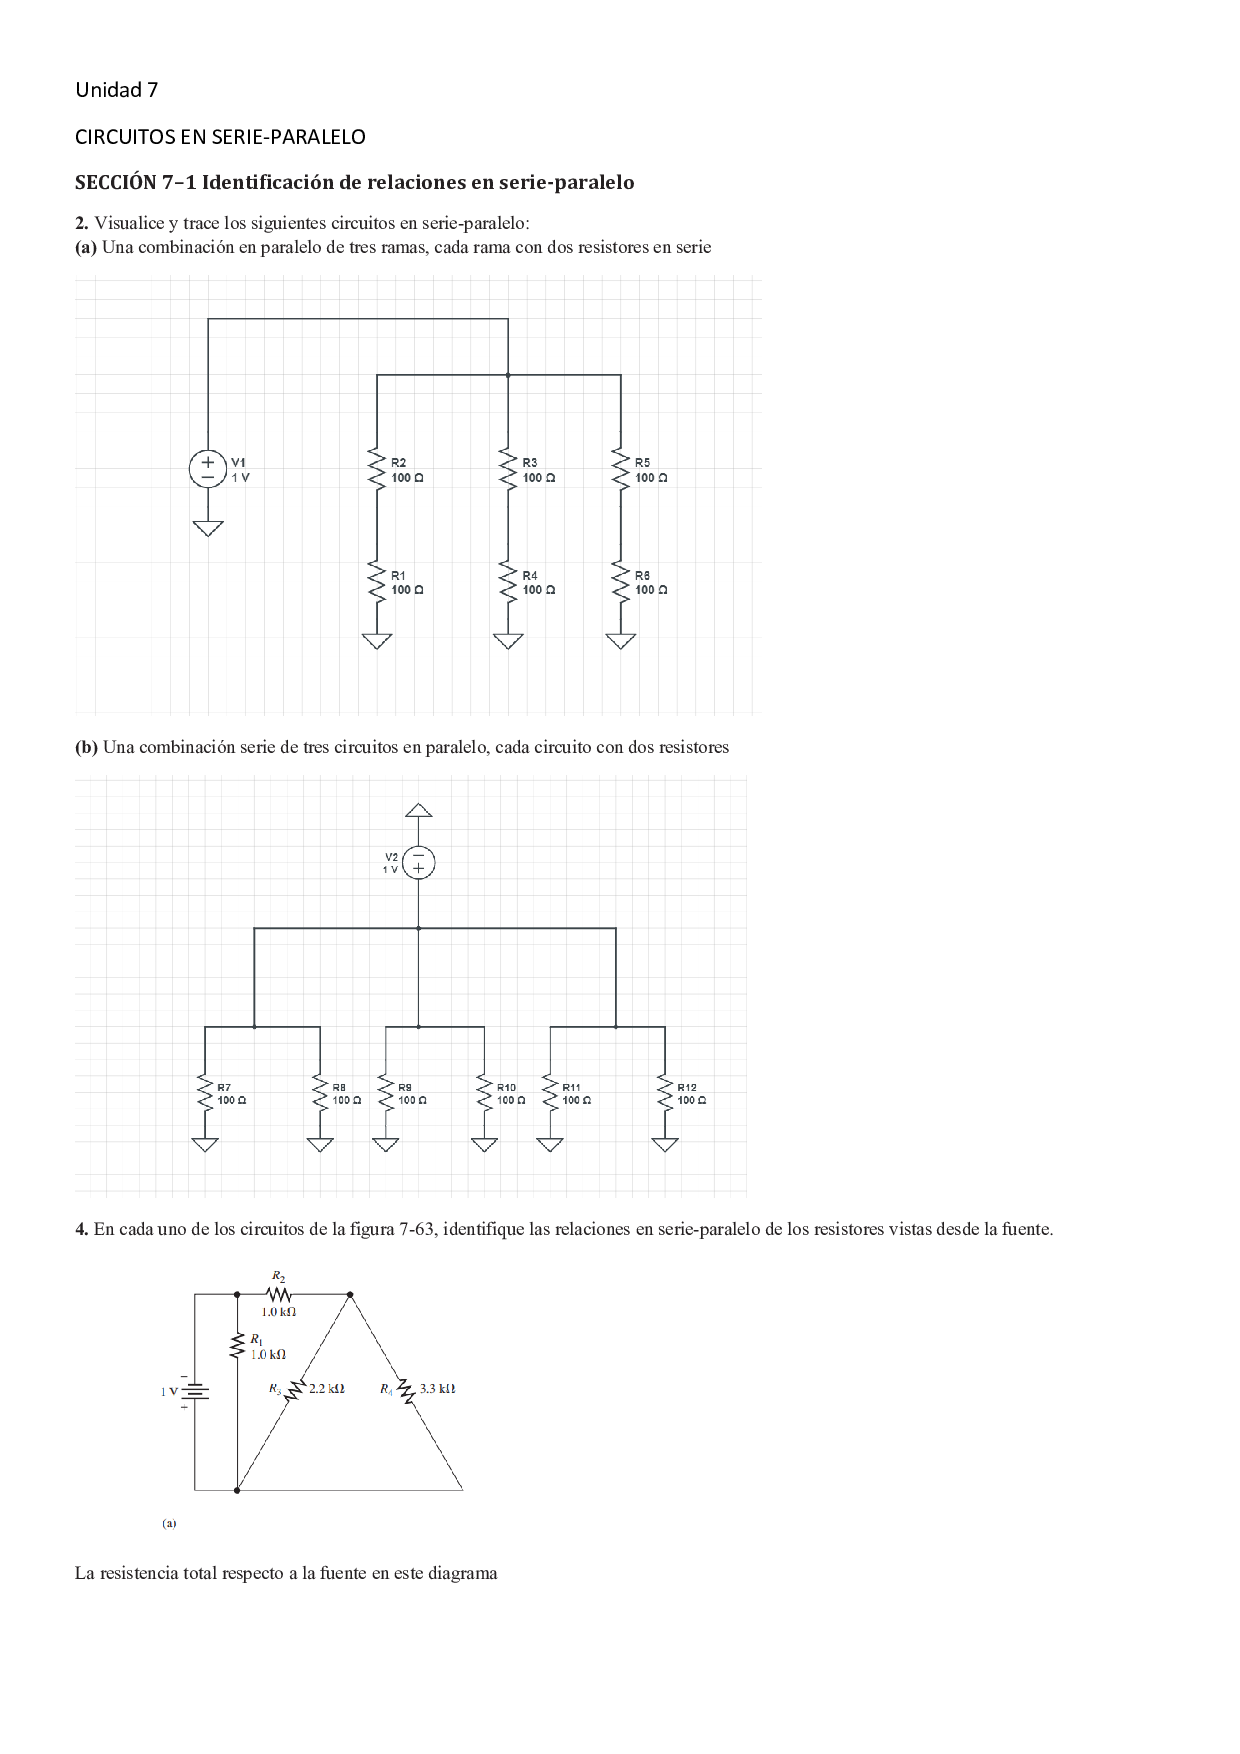 Unidad 7
CIRCUITOS EN SERIE-PARALELO
SECCIÓN 7–1 Identificación de relaciones en serie-paralelo
2. Visualice y trace los siguientes circuitos en serie-paralelo:
(a) Una combinación en paralelo de tres ramas, cada rama con dos resistores en serie
V1
1 V
R2
100 Ω
R3
100 Ω
R5
100 Ω
R1
100 Ω
R4
100 Ω
R6
100 Ω
(b) Una combinación serie de tres circuitos en paralelo, cada circuito con dos resistores
V2
1 V
R7
100 Ω
R8
100 Ω
R9
100 Ω
R10
100 Ω
R11
100 Ω
R12
100 Ω
4. En cada uno de los circuitos de la figura 7-63, identifique las relaciones en serie-paralelo de los resistores vistas desde la fuente.
R2
1.0 kΩ
R1
1.0 kΩ
1 V
R3 2.2 kΩ
R4 3.3 kΩ
(a)
La resistencia total respecto a la fuente en este diagrama